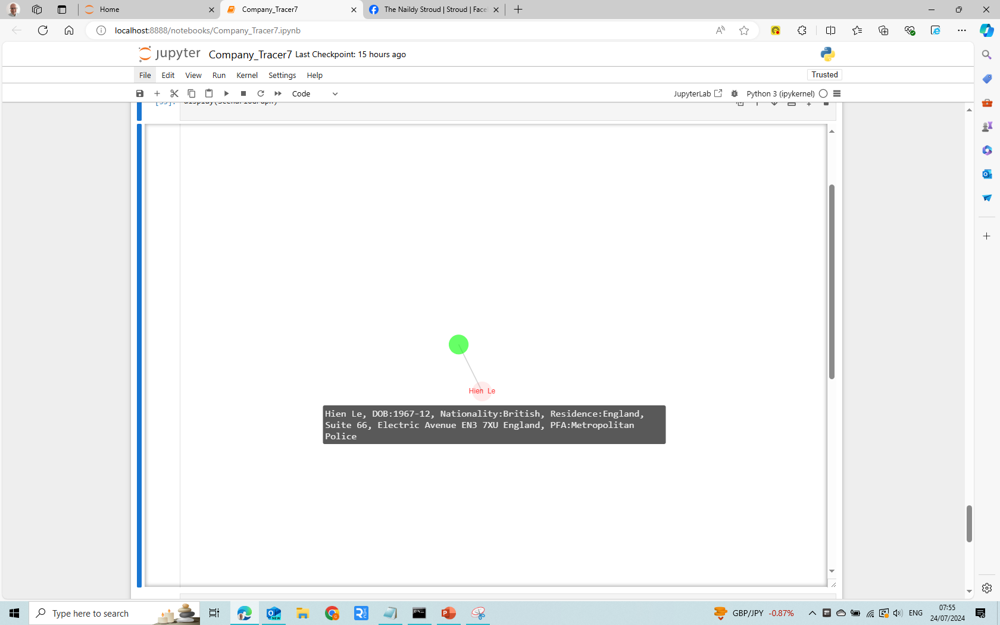 Home
Company_Tracer7
The Naildy Stroud | Stroud | Face
localhost:8888/notebooks/Company_Tracer7.ipynb
jupyter Company_Tracer7 Last Checkpoint: 15 hours ago
File Edit View Run Kernel Settings Help
Trusted
Code
JupyterLab
Python 3 (ipykernel)
Hien Le
Hien Le, DOB:1967-12, Nationality:British, Residence:England,
Suite 66, Electric Avenue EN3 7XU England, PFA:Metropolitan
Police
Type here to search
NEW
GBP/JPY -0.87%
ENG
07:55
24/07/2024